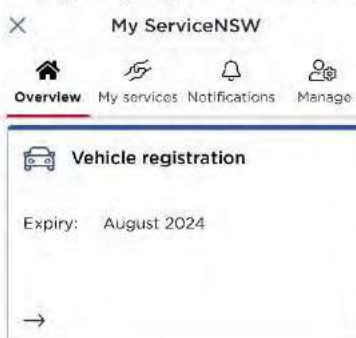 My ServiceNSW
Overview My services Notifications Manage
Vehicle registration
Expiry: August 2024